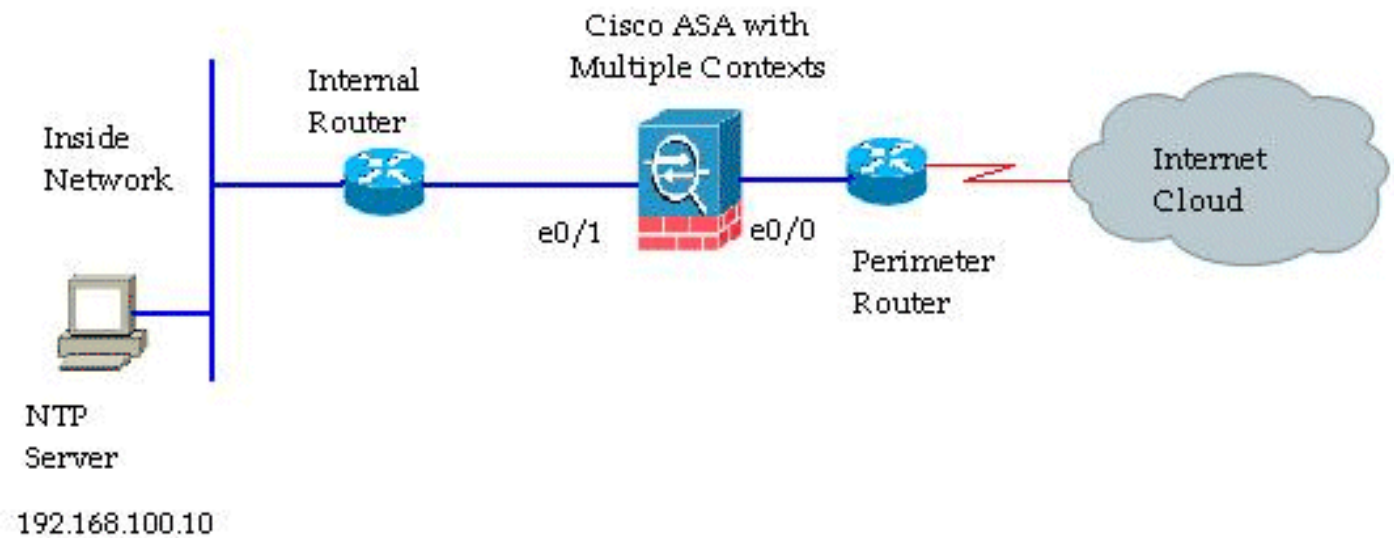 Cisco ASA with
Multiple Contexts
Internal
Router
Inside
Network
Internet
Cloud
e0/1
e0/0
Perimeter
Router
NTP
Server
192.168.100.10